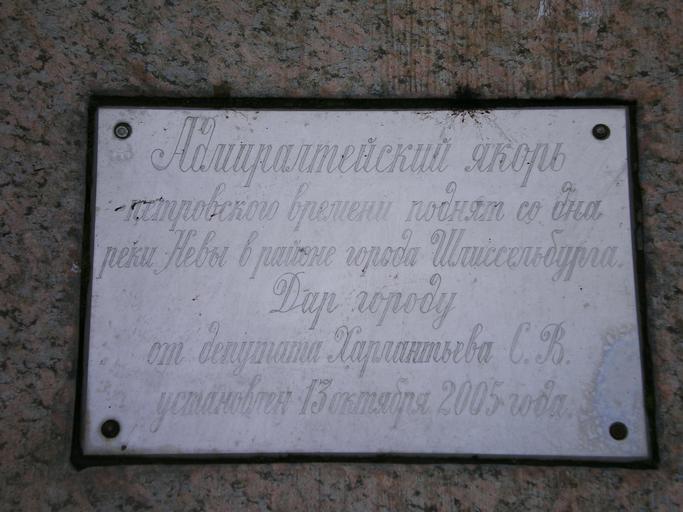 Адмиралтейский якорь
петровского времени поднят со дна
реки Невы в районе города Шлиссельбурга.
Дар городу
от депутата Харлантьева С. В.
установлен 13 октября 2005 года.